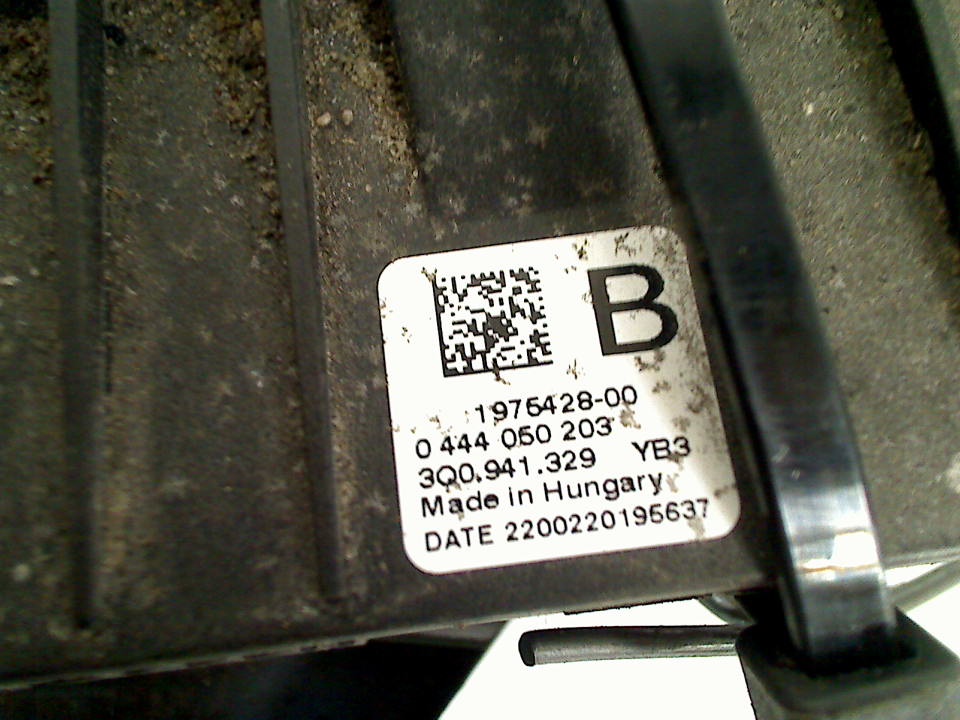 B
1975428-00
0 444 050 203
3Q0.941.329 YB3
Made in Hungary
DATE 2200220195637